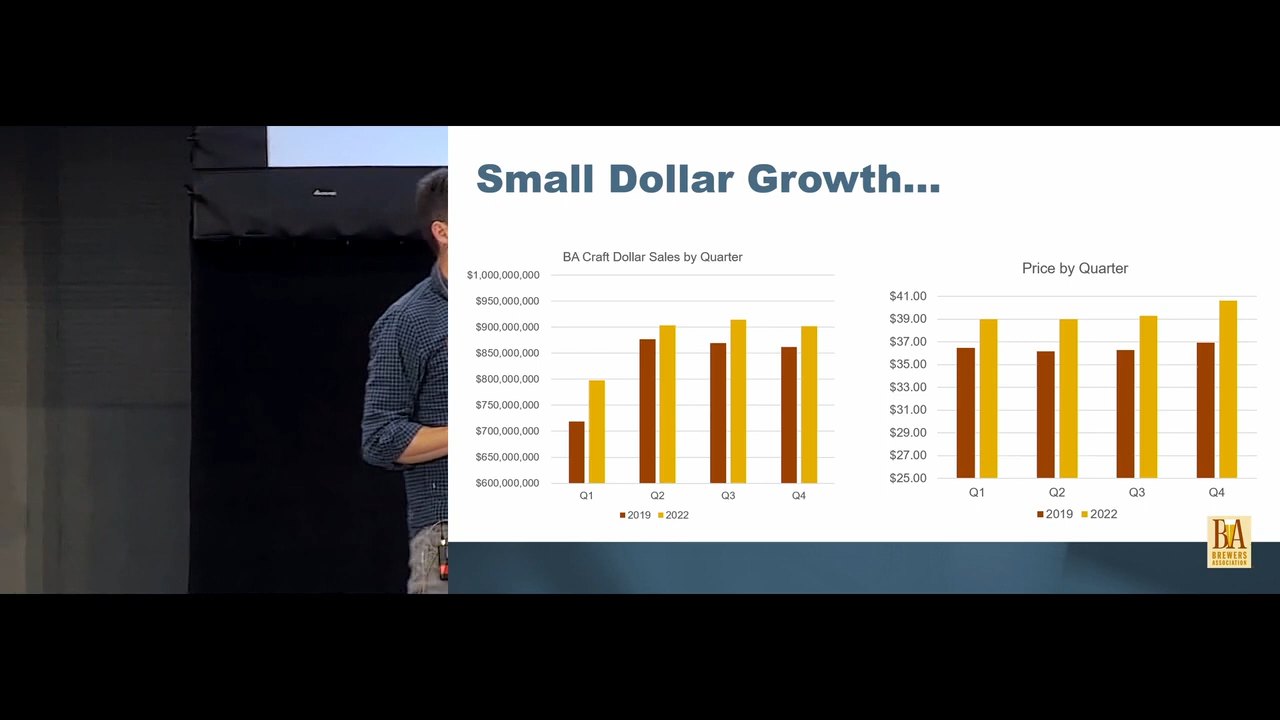 Small Dollar Growth...
BA Craft Dollar Sales by Quarter
$1,000,000,000
$950,000,000
$900,000,000
$850,000,000
$800,000,000
$750,000,000
$700,000,000
$650,000,000
$600,000,000
Q1 Q2 Q3 Q4
2019 2022
Price by Quarter
$41.00
$39.00
$37.00
$35.00
$33.00
$31.00
$29.00
$27.00
$25.00
Q1 Q2 Q3 Q4
2019 2022
BA
BREWERS
ASSOCIATION